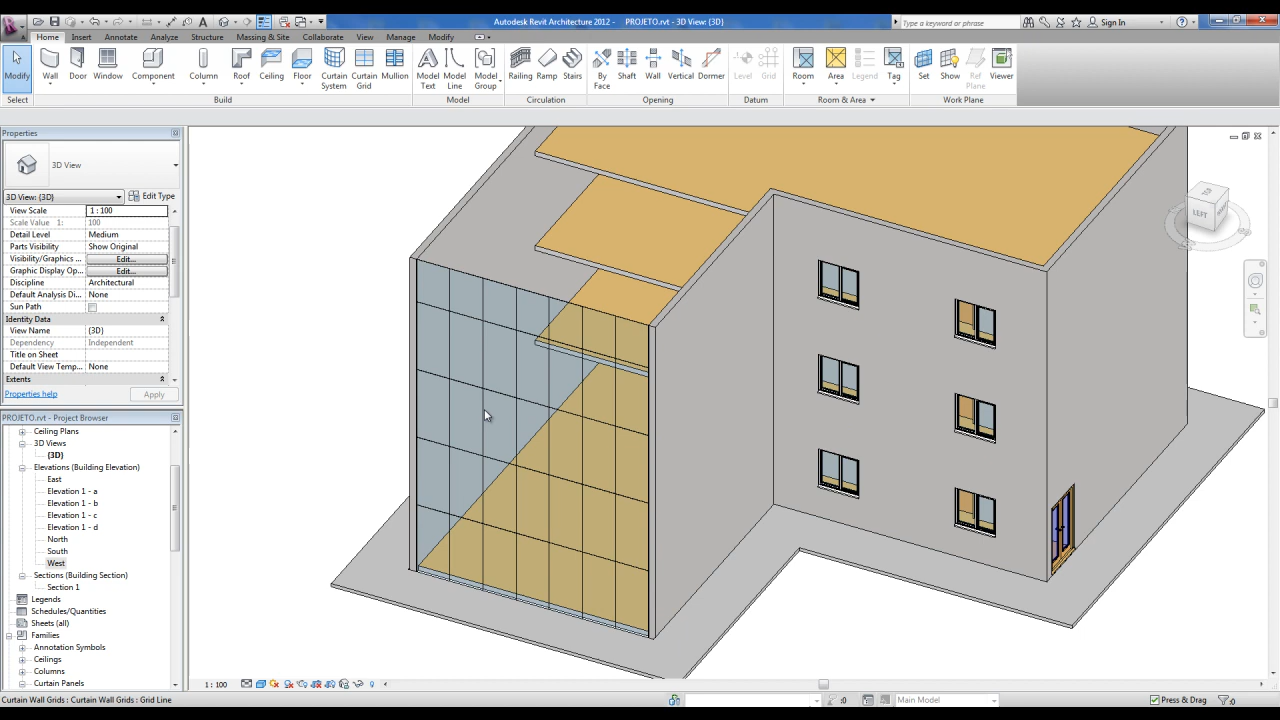 Autodesk Revit Architecture 2012 -    PROJETO.rvt - 3D View: {3D}
Type a keyword or phrase
Sign In
Home Insert Annotate Analyze Structure Massing & Site Collaborate View Manage Modify
Modify
Wall
Door
Window
Component
Column
Roof
Ceiling
Floor
Curtain System
Curtain Grid
Mullion
Model Text
Model Line
Model Group
Railing
Ramp
Stairs
By Face
Shaft
Wall
Vertical
Dormer
Level
Grid
Room
Area
Legend
Tag
Set
Show
Ref Plane
Viewer
Select
Build
Model
Circulation
Opening
Datum
Room & Area
Work Plane
Properties
3D View
3D View: {3D}
Edit Type
View Scale 1 : 100
Scale Value 1: 100
Detail Level Medium
Parts Visibility Show Original
Visibility/Graphics ... Edit...
Graphic Display Op... Edit...
Discipline Architectural
Default Analysis Di... None
Sun Path
Identity Data
View Name {3D}
Dependency Independent
Title on Sheet
Default View Temp... None
Extents
Properties help
Apply
PROJETO.rvt - Project Browser
Ceiling Plans
3D Views
{3D}
Elevations (Building Elevation)
East
Elevation 1 - a
Elevation 1 - b
Elevation 1 - c
Elevation 1 - d
North
South
West
Sections (Building Section)
Section 1
Legends
Schedules/Quantities
Sheets (all)
Families
Annotation Symbols
Ceilings
Columns
Curtain Panels
LEFT
1 : 100
Curtain Wall Grids : Curtain Wall Grids : Grid Line
:0
Main Model
Press & Drag
:0